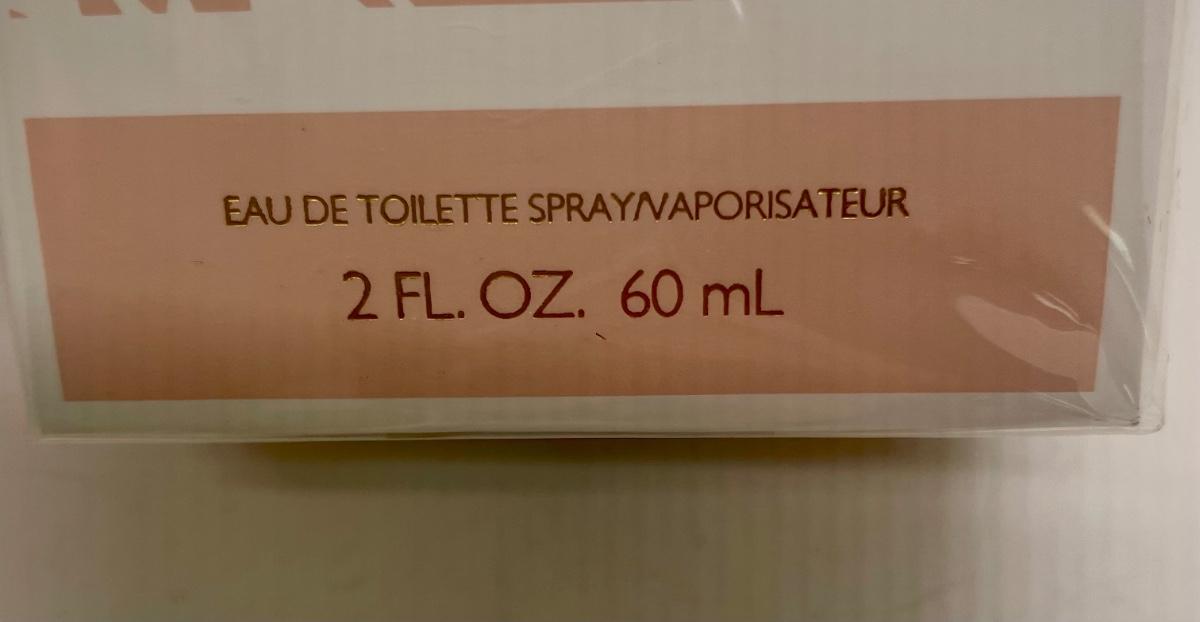 EAU DE TOILETTE SPRAY/VAPORISATEUR
2 FL. OZ. 60 mL